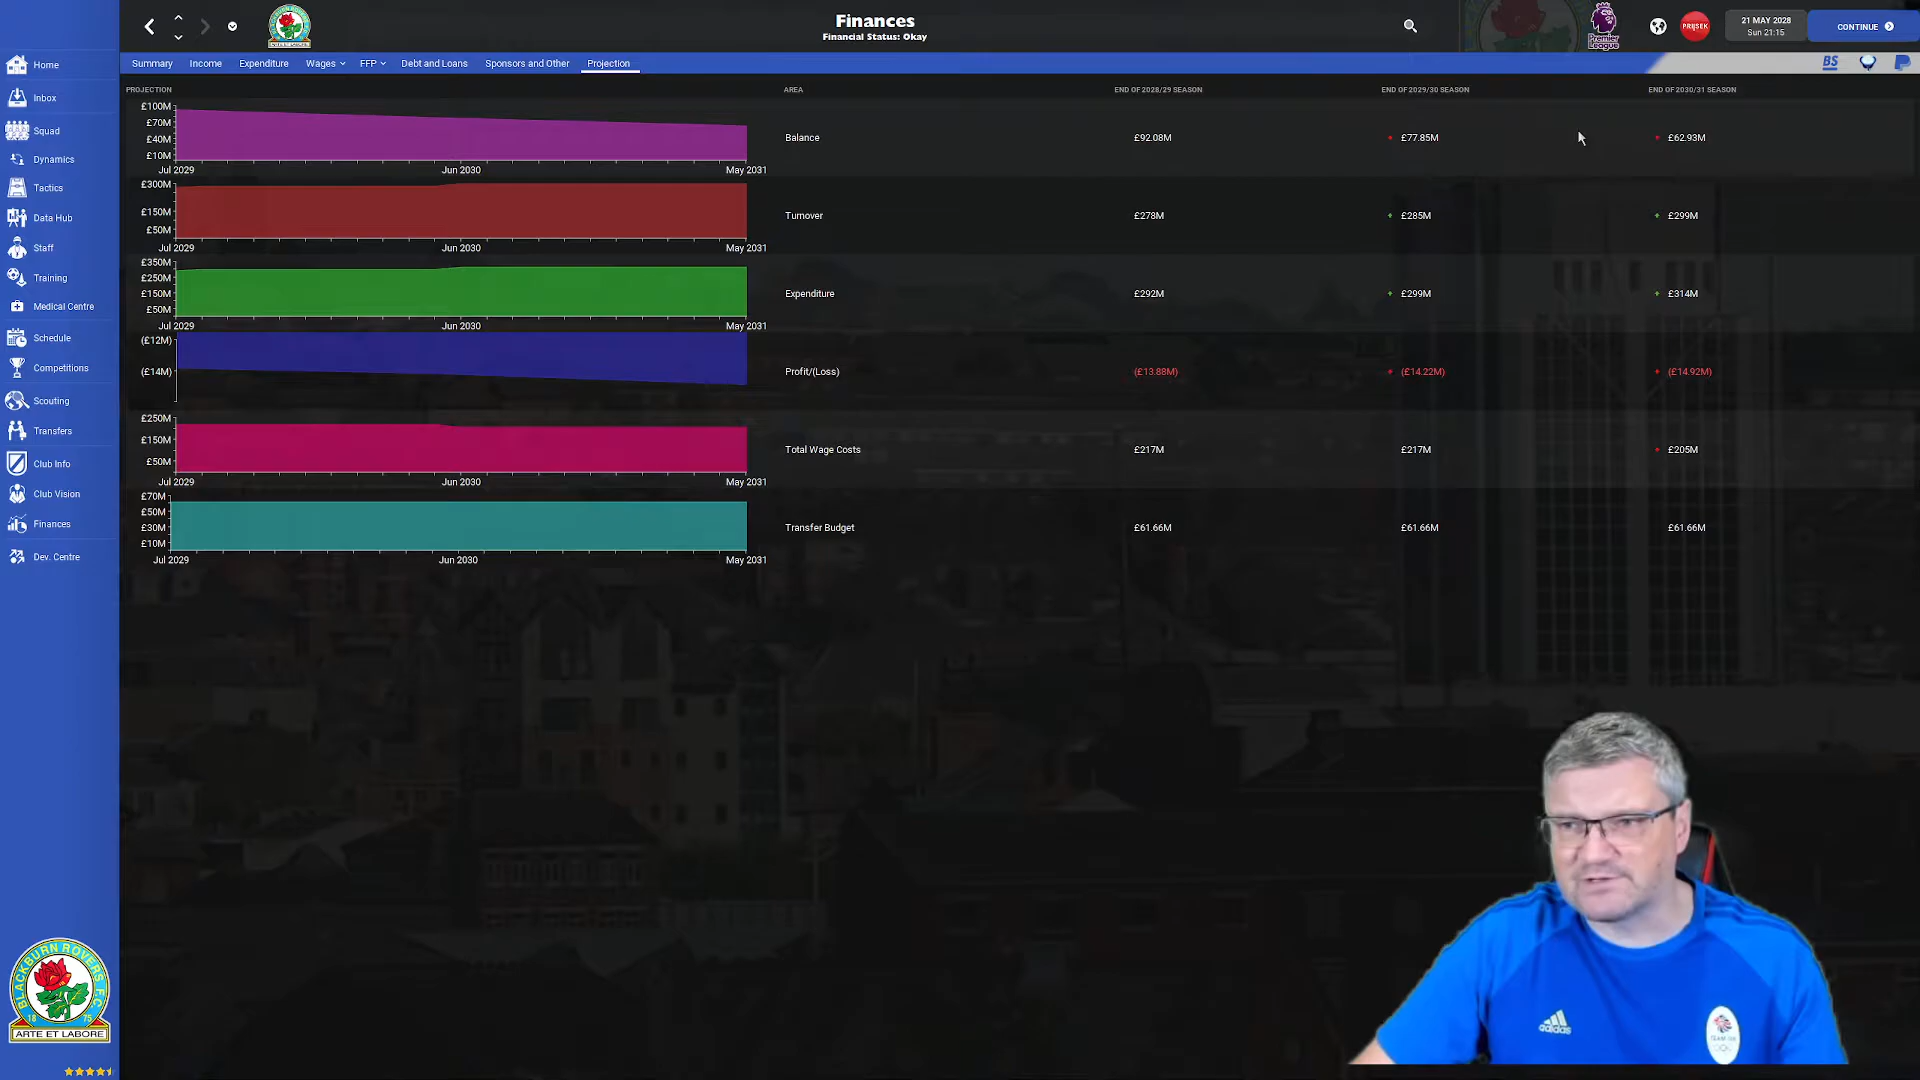 Finances
Financial Status: Okay
Premier League
PRIJSEK
21 MAY 2028
Sun 21:15
CONTINUE
Summary
Income
Expenditure
Wages
FFP
Debt and Loans
Sponsors and Other
Projection
BS
Home
Inbox
Squad
Dynamics
Tactics
Data Hub
Staff
Training
Medical Centre
Schedule
Competitions
Scouting
Transfers
Club Info
Club Vision
Finances
Dev. Centre
BLACKBURN ROVERS F.C.
18 75
ARTE ET LABORE
PROJECTION
AREA
END OF 2028/29 SEASON
END OF 2029/30 SEASON
END OF 2030/31 SEASON
£100M
£70M
£40M
£10M
Jul 2029
Jun 2030
May 2031
Balance
£92.08M
£77.85M
£62.93M
£300M
£150M
£50M
Jul 2029
Jun 2030
May 2031
Turnover
£278M
£285M
£299M
£350M
£250M
£150M
£50M
Jul 2029
Jun 2030
May 2031
Expenditure
£292M
£299M
£314M
(£12M)
(£14M)
Profit/(Loss)
(£13.88M)
(£14.22M)
(£14.92M)
£250M
£150M
£50M
Jul 2029
Jun 2030
May 2031
Total Wage Costs
£217M
£217M
£205M
£70M
£50M
£30M
£10M
Jul 2029
Jun 2030
May 2031
Transfer Budget
£61.66M
£61.66M
£61.66M
adidas